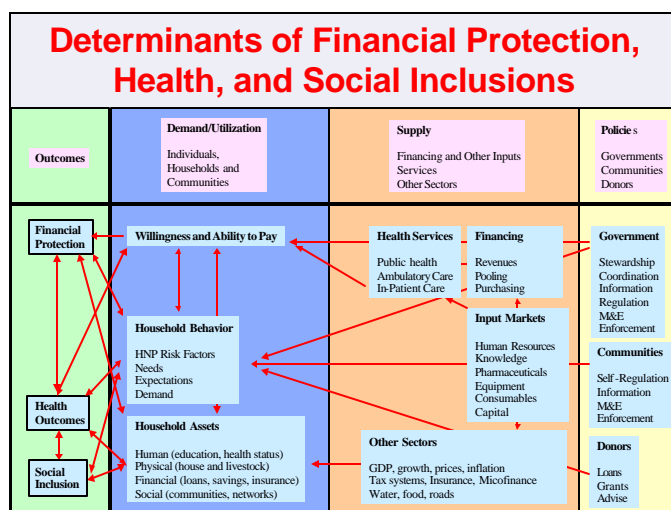 Determinants of Financial Protection,
Health, and Social Inclusions
Outcomes
Demand/Utilization
Individuals,
Households and
Communities
Supply
Financing and Other Inputs
Services
Other Sectors
Policies
Governments
Communities
Donors
Financial
Protection
Health
Outcomes
Social
Inclusion
Willingness and Ability to Pay
Household Behavior
HNP Risk Factors
Needs
Expectations
Demand
Household Assets
Human (education, health status)
Physical (house and livestock)
Financial (loans, savings, insurance)
Social (communities, networks)
Health Services
Public health
Ambulatory Care
In-Patient Care
Financing
Revenues
Pooling
Purchasing
Input Markets
Human Resources
Knowledge
Pharmaceuticals
Equipment
Consumables
Capital
Other Sectors
GDP, growth, prices, inflation
Tax systems, Insurance, Micofinance
Water, food, roads
Government
Stewardship
Coordination
Information
Regulation
M&E
Enforcement
Communities
Self-Regulation
Information
M&E
Enforcement
Donors
Loans
Grants
Advise